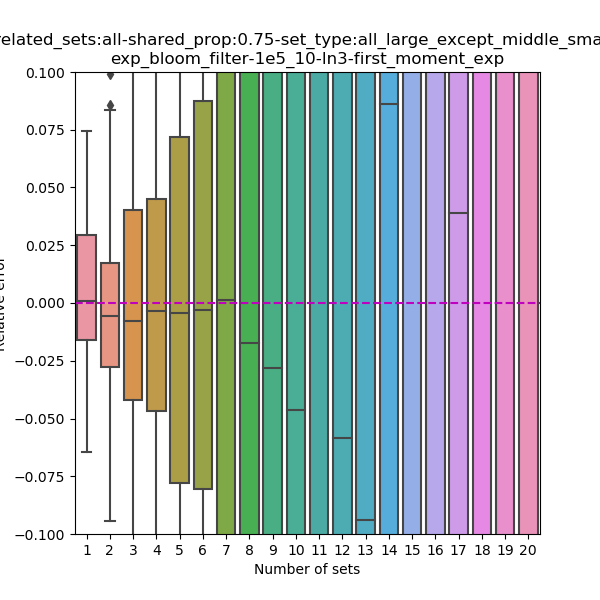 related_sets:all-shared_prop:0.75-set_type:all_large_except_middle_sma
exp_bloom_filter-1e5_10-ln3-first_moment_exp
0.100
0.075
0.050
0.025
0.000
−0.025
−0.050
−0.075
−0.100
Relative error
1 2 3 4 5 6 7 8 9 10 11 12 13 14 15 16 17 18 19 20
Number of sets